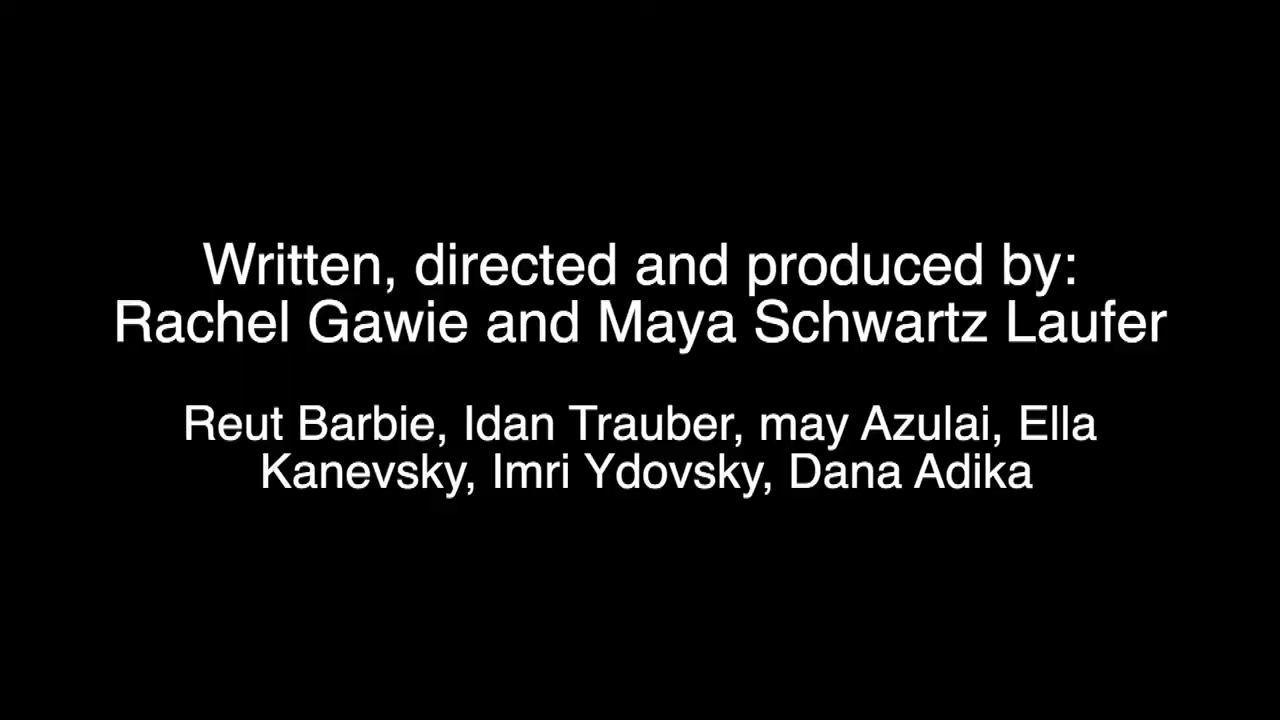 Written, directed and produced by:
Rachel Gawie and Maya Schwartz Laufer
Reut Barbie, Idan Trauber, may Azulai, Ella
Kanevsky, Imri Ydovsky, Dana Adika